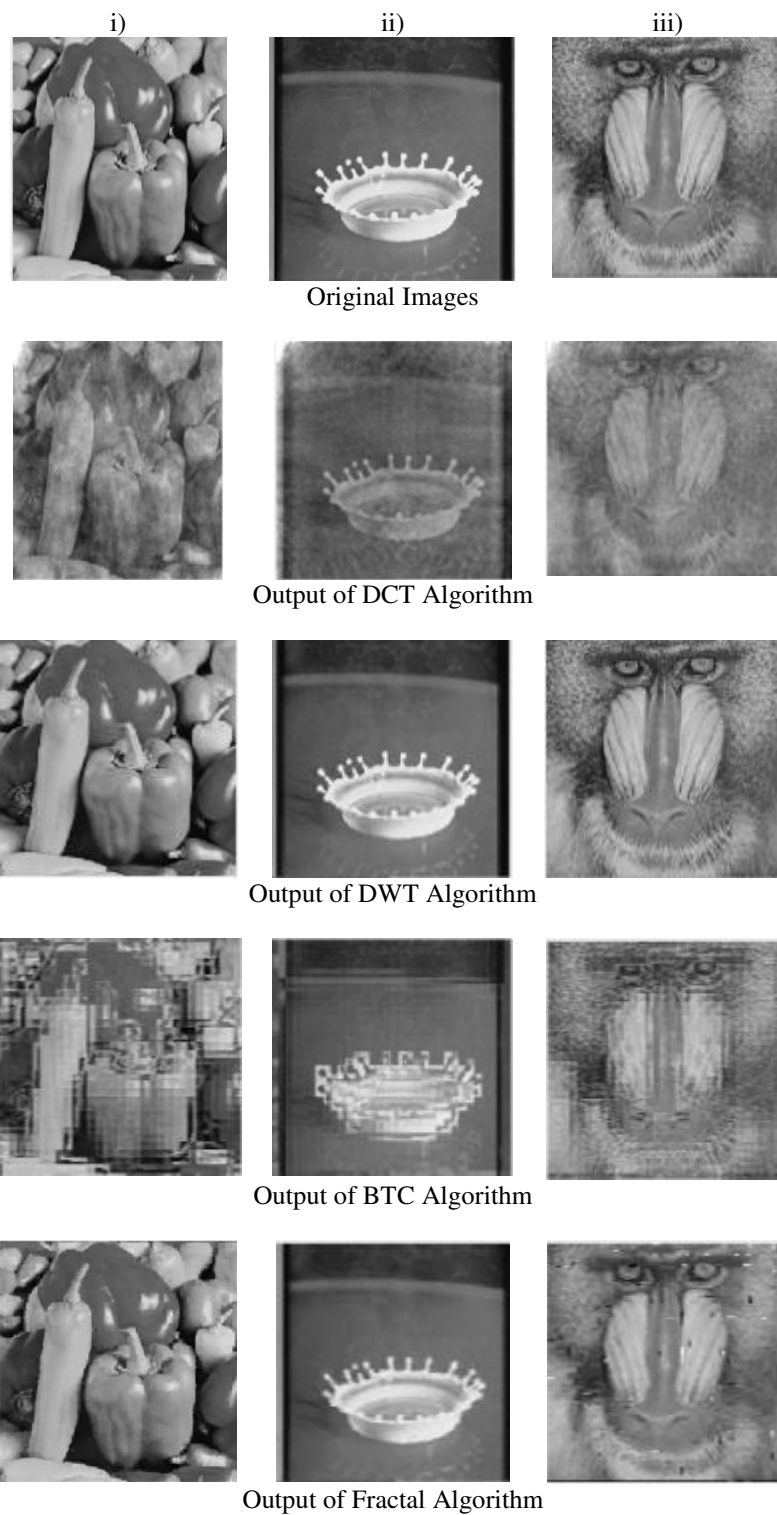 i) ii) iii)
Original Images
Output of DCT Algorithm
Output of DWT Algorithm
Output of BTC Algorithm
Output of Fractal Algorithm